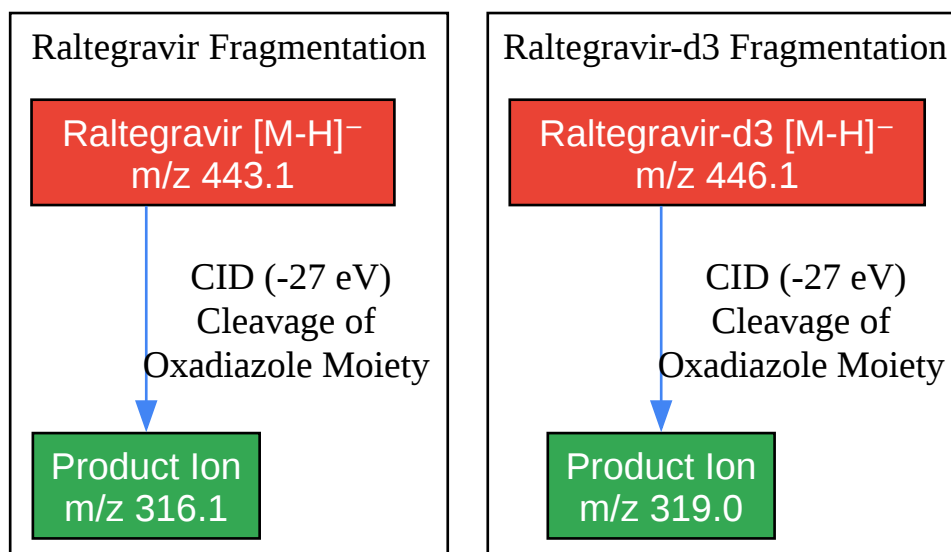 Raltegravir Fragmentation
Raltegravir [M-H]⁻
m/z 443.1
CID (-27 eV)
Cleavage of
Oxadiazole Moiety
Product Ion
m/z 316.1
Raltegravir-d3 Fragmentation
Raltegravir-d3 [M-H]⁻
m/z 446.1
CID (-27 eV)
Cleavage of
Oxadiazole Moiety
Product Ion
m/z 319.0